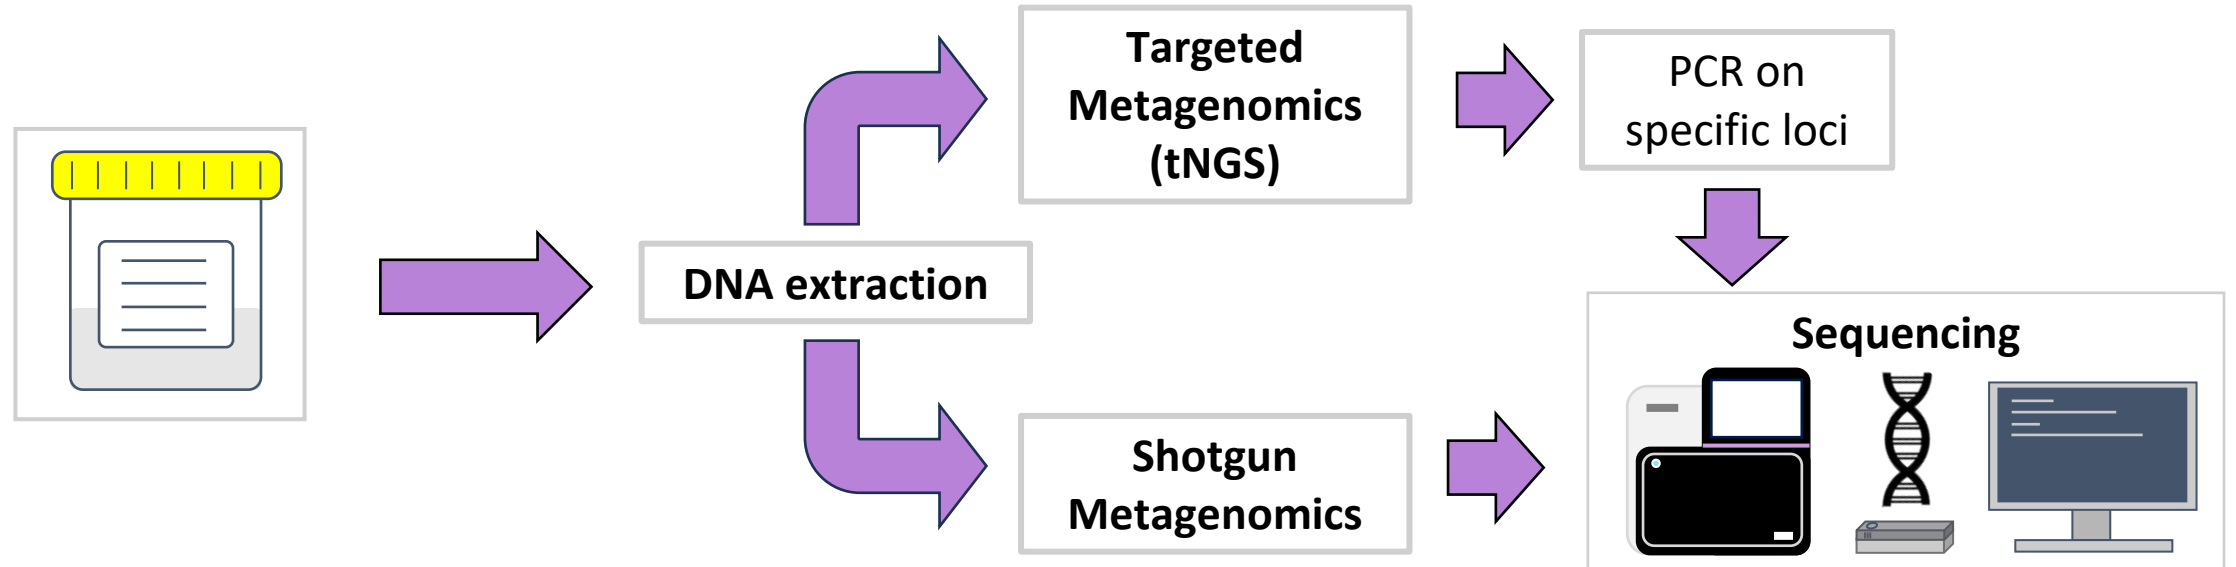 Targeted
Metagenomics
(tNGS)
PCR on
specific loci
DNA extraction
Sequencing
Shotgun
Metagenomics